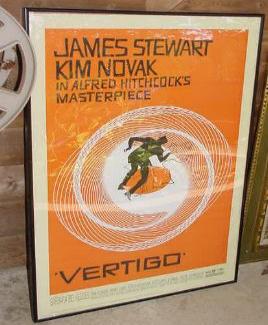 JAMES STEWART
KIM NOVAK
IN ALFRED HITCHCOCK'S
MASTERPIECE
'VERTIGO'